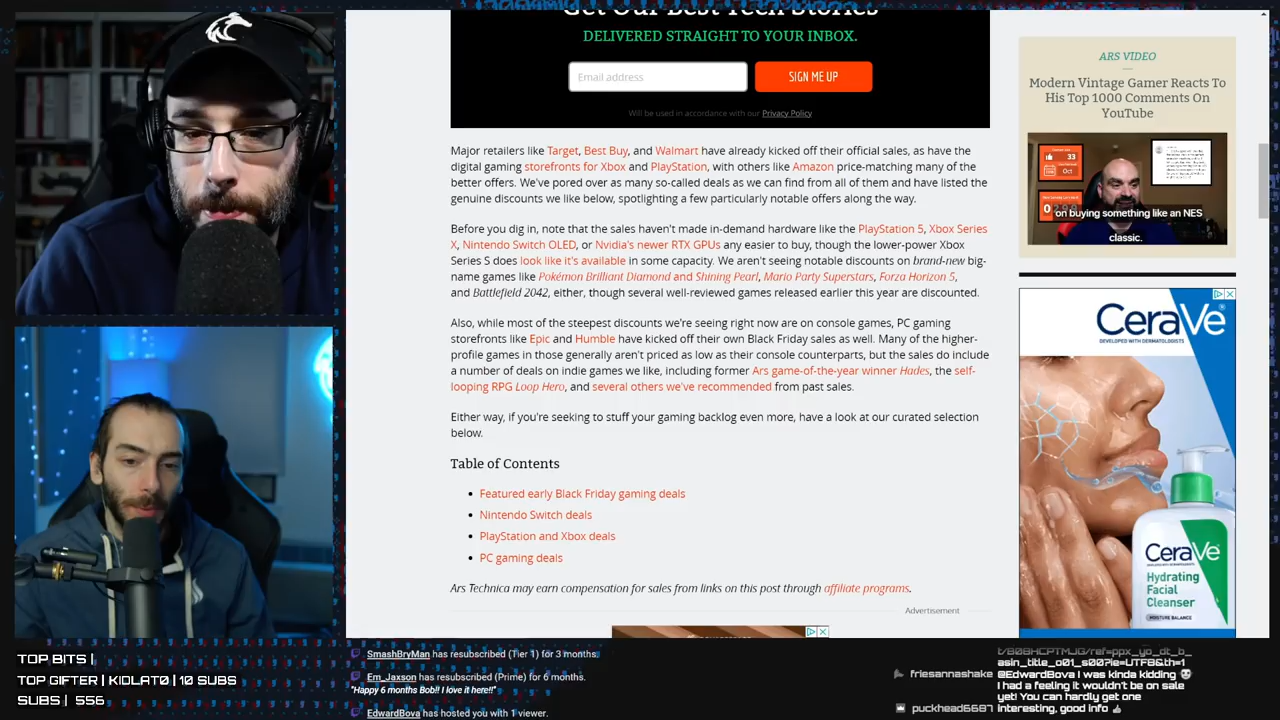 Get Our Best Tech Stories
DELIVERED STRAIGHT TO YOUR INBOX.
Email address
SIGN ME UP
Will be used in accordance with our Privacy Policy
Major retailers like Target, Best Buy, and Walmart have already kicked off their official sales, as have the
digital gaming storefronts for Xbox and PlayStation, with others like Amazon price-matching many of the
better offers. We've pored over as many so-called deals as we can find from all of them and have listed the
genuine discounts we like below, spotlighting a few particularly notable offers along the way.
Before you dig in, note that the sales haven't made in-demand hardware like the PlayStation 5, Xbox Series
X, Nintendo Switch OLED, or Nvidia's newer RTX GPUs any easier to buy, though the lower-power Xbox
Series S does look like it's available in some capacity. We aren't seeing notable discounts on brand-new big-
name games like Pokémon Brilliant Diamond and Shining Pearl, Mario Party Superstars, Forza Horizon 5,
and Battlefield 2042, either, though several well-reviewed games released earlier this year are discounted.
Also, while most of the steepest discounts we're seeing right now are on console games, PC gaming
storefronts like Epic and Humble have kicked off their own Black Friday sales as well. Many of the higher-
profile games in those generally aren't priced as low as their console counterparts, but the sales do include
a number of deals on indie games we like, including former Ars game-of-the-year winner Hades, the self-
looping RPG Loop Hero, and several others we've recommended from past sales.
Either way, if you're seeking to stuff your gaming backlog even more, have a look at our curated selection
below.
Table of Contents
Featured early Black Friday gaming deals
Nintendo Switch deals
PlayStation and Xbox deals
PC gaming deals
Ars Technica may earn compensation for sales from links on this post through affiliate programs.
Advertisement
ARS VIDEO
Modern Vintage Gamer Reacts To
His Top 1000 Comments On
YouTube
33
Oct
on buying something like an NES
classic.
CeraVe
DEVELOPED WITH DERMATOLOGISTS
CeraVe
Hydrating
Facial
Cleanser
MOISTURE BALANCE
TOP BITS |
TOP GIFTER | KIDLAT0 | 10 SUBS
SUBS | 556
SmashBryMan has resubscribed (Tier 1) for 3 months.
Em_Jaxson has resubscribed (Prime) for 6 months.
"Happy 6 months Bob!! I love it here!!"
EdwardBova has hosted you with 1 viewer.
asin_title_o01_s00?ie=UTF8&th=1
friesannashake @EdwardBova I was kinda kidding
I had a feeling it wouldn't be on sale
yet! You can hardly get one
puckhead6687 interesting, good info